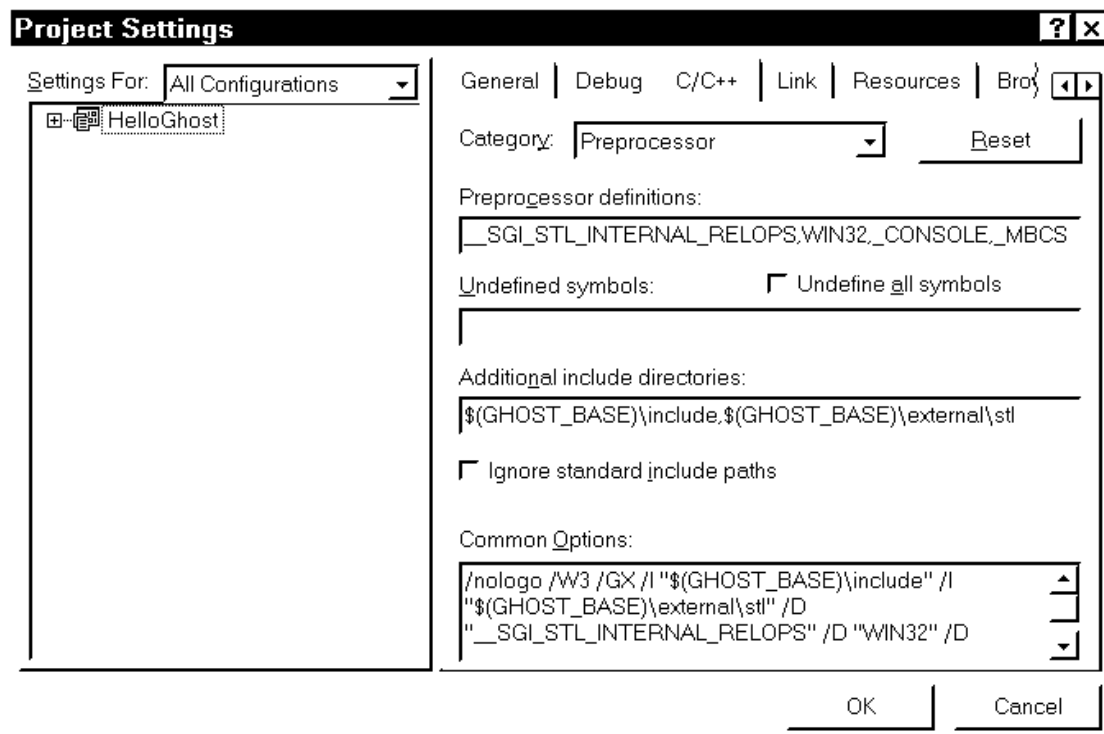 Project Settings
Settings For: All Configurations
HelloGhost
General Debug C/C++ Link Resources
Category: Preprocessor Reset
Preprocessor definitions:
__SGI_STL_INTERNAL_RELOPS,WIN32,_CONSOLE,_MBCS
Undefined symbols: Undefine all symbols
Additional include directories:
$(GHOST_BASE)\include,$(GHOST_BASE)\external\stl
Ignore standard include paths
Common Options:
/nologo /W3 /GX /I "$(GHOST_BASE)\include" /I
"$(GHOST_BASE)\external\stl" /D
"__SGI_STL_INTERNAL_RELOPS" /D "WIN32" /D
OK Cancel